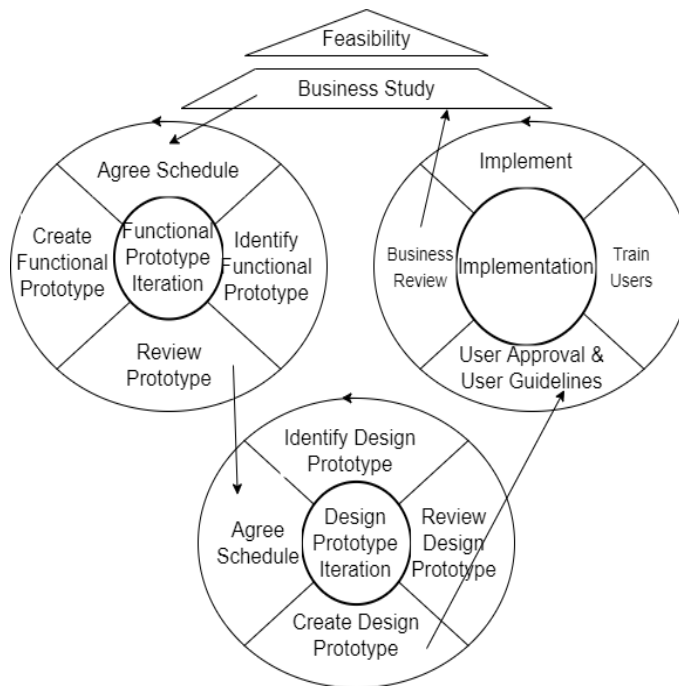 Feasibility
Business Study
Agree Schedule
Create
Functional
Prototype
Functional
Prototype
Iteration
Identify
Functional
Prototype
Review
Prototype
Implement
Business
Review
Implementation
Train
Users
User Approval &
User Guidelines
Identify Design
Prototype
Agree
Schedule
Design
Prototype
Iteration
Review
Design
Prototype
Create Design
Prototype